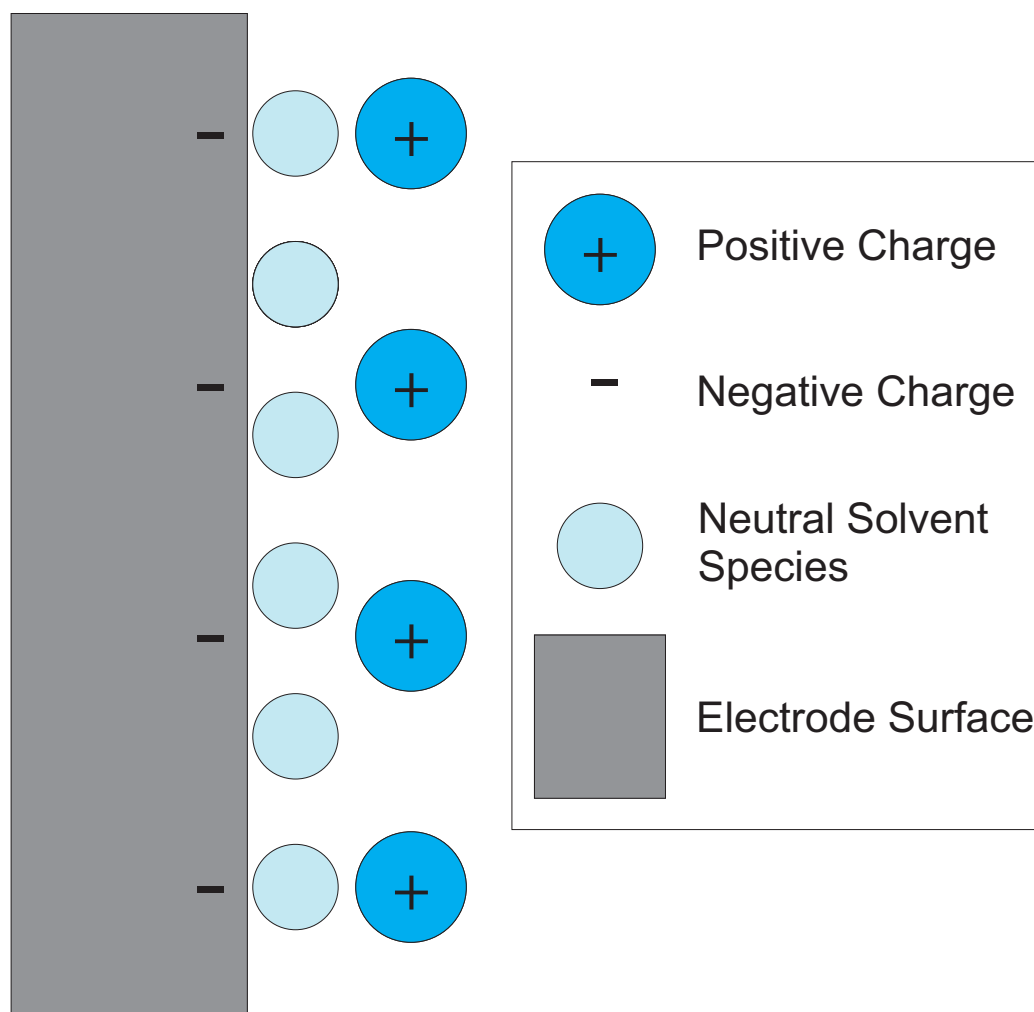 Positive Charge
Negative Charge
Neutral Solvent
Species
Electrode Surface